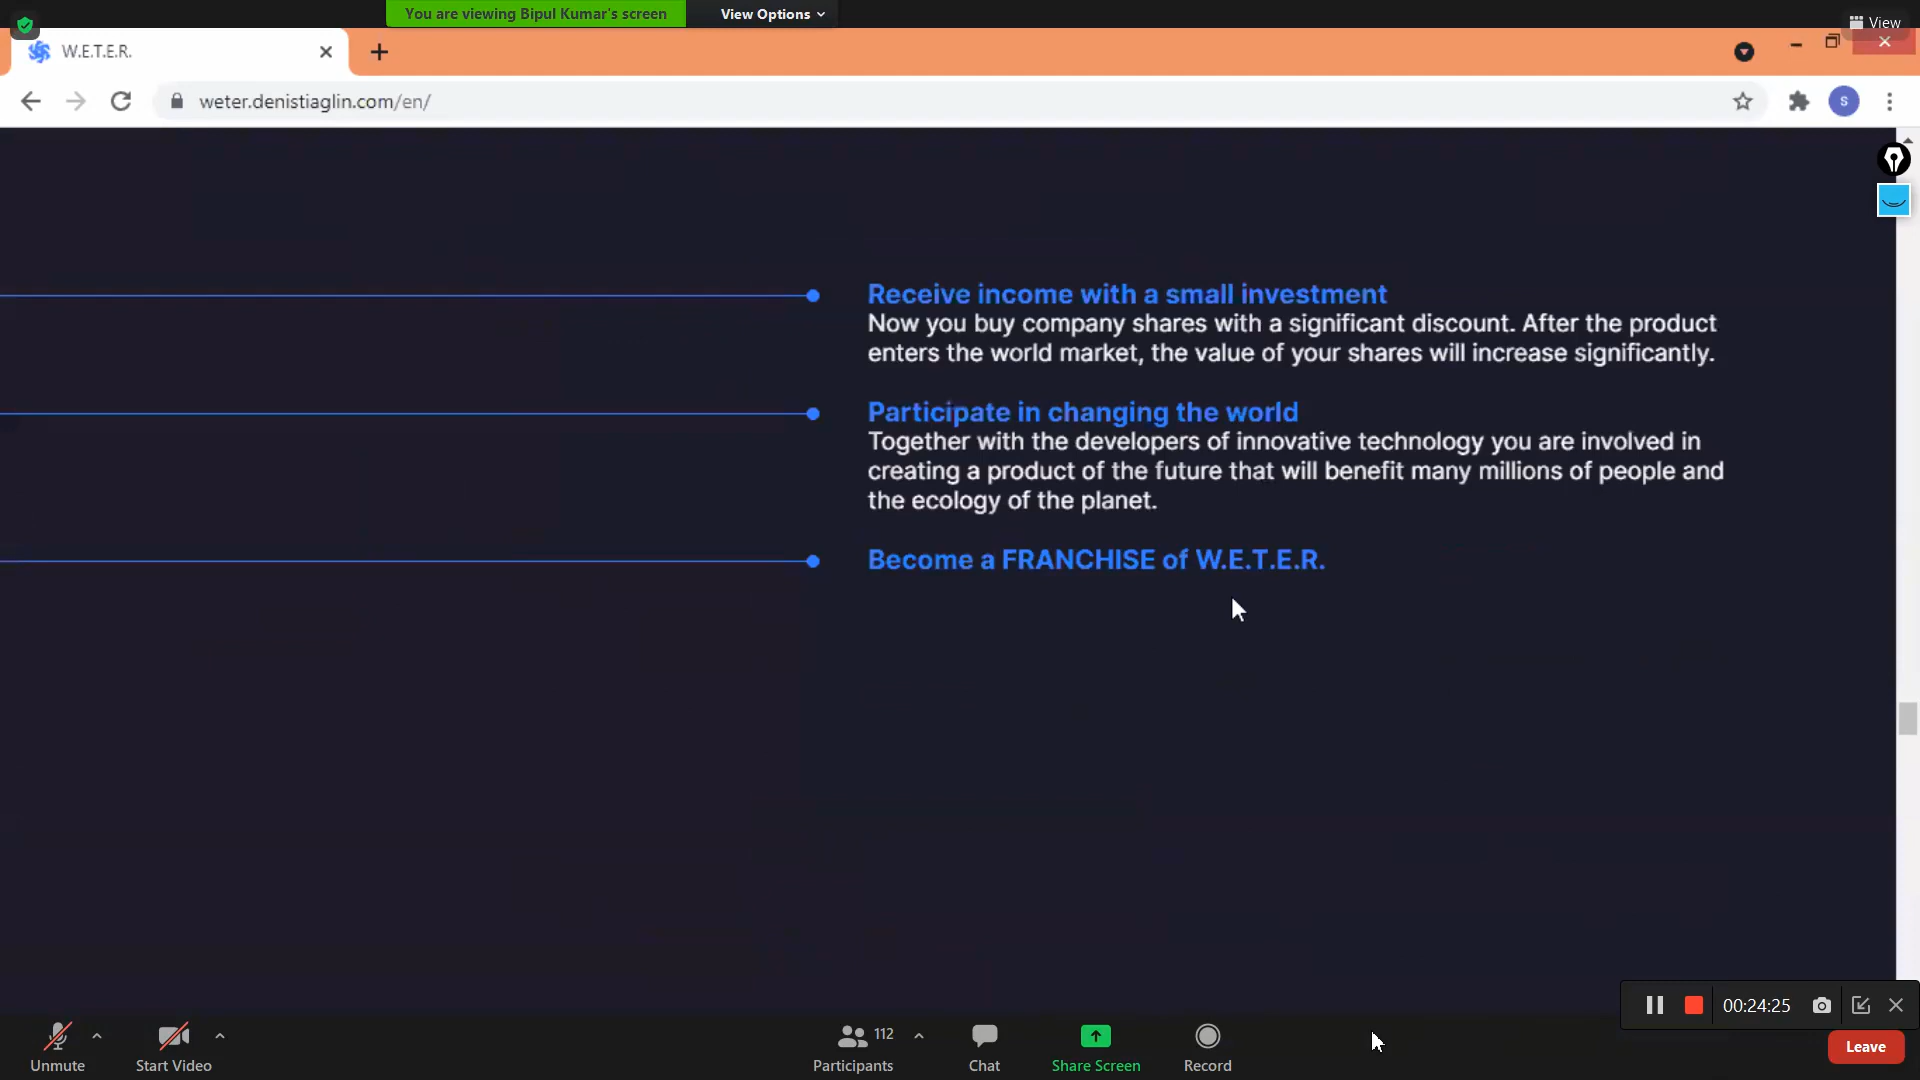 You are viewing Bipul Kumar's screen
View Options
View
W.E.T.E.R.
weter.denistiaglin.com/en/
S
Receive income with a small investment
Now you buy company shares with a significant discount. After the product
enters the world market, the value of your shares will increase significantly.
Participate in changing the world
Together with the developers of innovative technology you are involved in
creating a product of the future that will benefit many millions of people and
the ecology of the planet.
Become a FRANCHISE of W.E.T.E.R.
00:24:25
Unmute
Start Video
112
Participants
Chat
Share Screen
Record
Leave